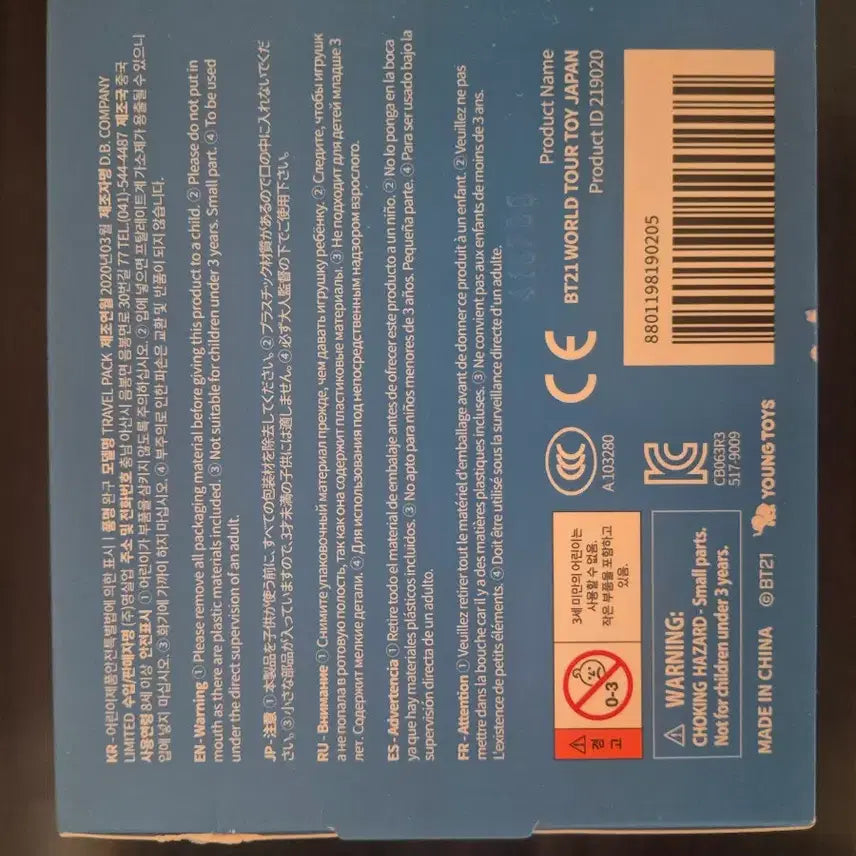 KR - 어린이제품안전특별법에 의한 표시 | 품명 완구 모델명 TRAVEL PACK 제조연월 2020년03월 제조자명 D.B. COMPANY
LIMITED 수입/판매자명 (주)영실업 주소 및 전화번호 충남 아산시 음봉면 음봉면로 30번길 77 TEL.(041)-544-4487 제조국 중국
사용연령 8세 이상 안전표시 ① 어린이가 부품을 삼키지 않도록 주의하십시오. ② 입에 넣으면 프탈레이트계 가소제가 용출될 수 있으니
입에 넣지 마십시오. ③ 화기에 가까이 하지 마십시오. ④ 부주의로 인한 파손은 교환 및 반품이 되지 않습니다.
EN - Warning ① Please remove all packaging material before giving this product to a child. ② Please do not put in
mouth as there are plastic materials included. ③ Not suitable for children under 3 years. Small part. ④ To be used
under the direct supervision of an adult.
JP - 注意 ① 本製品を子供が使う前に、すべての包装材を除去してください。② プラスチック材質があるので口の中に入れないでくだ
さい。③ 小さな部品が入っていますので、3才未満の子供には適しません。④ 必ず大人監督の下でご使用下さい。
RU - Внимание ① Снимите упаковочный материал прежде, чем давать игрушку ребёнку. ② Следите, чтобы игрушк
а не попала в ротовую полость, так как она содержит пластиковые материалы. ③ Не подходит для детей младше 3
лет. Содержит мелкие детали. ④ Для использования под непосредственным надзором взрослого.
ES - Advertencia ① Retire todo el material de embalaje antes de ofrecer este producto a un niño. ② No lo ponga en la boca
ya que hay materiales plásticos incluidos. ③ No apto para niños menores de 3 años. Pequeña parte. ④ Para ser usado bajo la
supervisión directa de un adulto.
FR - Attention ① Veuillez retirer tout le matériel d'emballage avant de donner ce produit à un enfant. ② Veuillez ne pas
mettre dans la bouche car il y a des matières plastiques incluses. ③ Ne convient pas aux enfants de moins de 3 ans.
L'existence de petits éléments. ④ Doit être utilisé sous la surveillance directe d'un adulte.
경고
0-3
3세 미만의 어린이는
사용할 수 없음.
작은 부품을 포함하고
있음.
WARNING:
CHOKING HAZARD - Small parts.
Not for children under 3 years.
CCC
A 103280
CE
KC
CB063R3
517-9009
Product Name
BT21 WORLD TOUR TOY JAPAN
Product ID 219020
8801198190205
MADE IN CHINA ©BT21 YOUNG TOYS